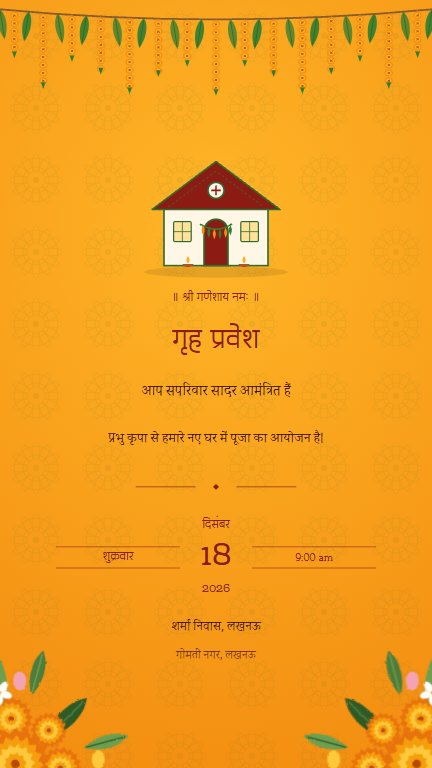 ॥ श्री गणेशाय नमः ॥
गृह प्रवेश
आप सपरिवार सादर आमंत्रित हैं
प्रभु कृपा से हमारे नए घर में पूजा का आयोजन है|
दिसंबर
शुक्रवार 18 9:00 am
2026
शर्मा निवास, लखनऊ
गोमती नगर, लखनऊ